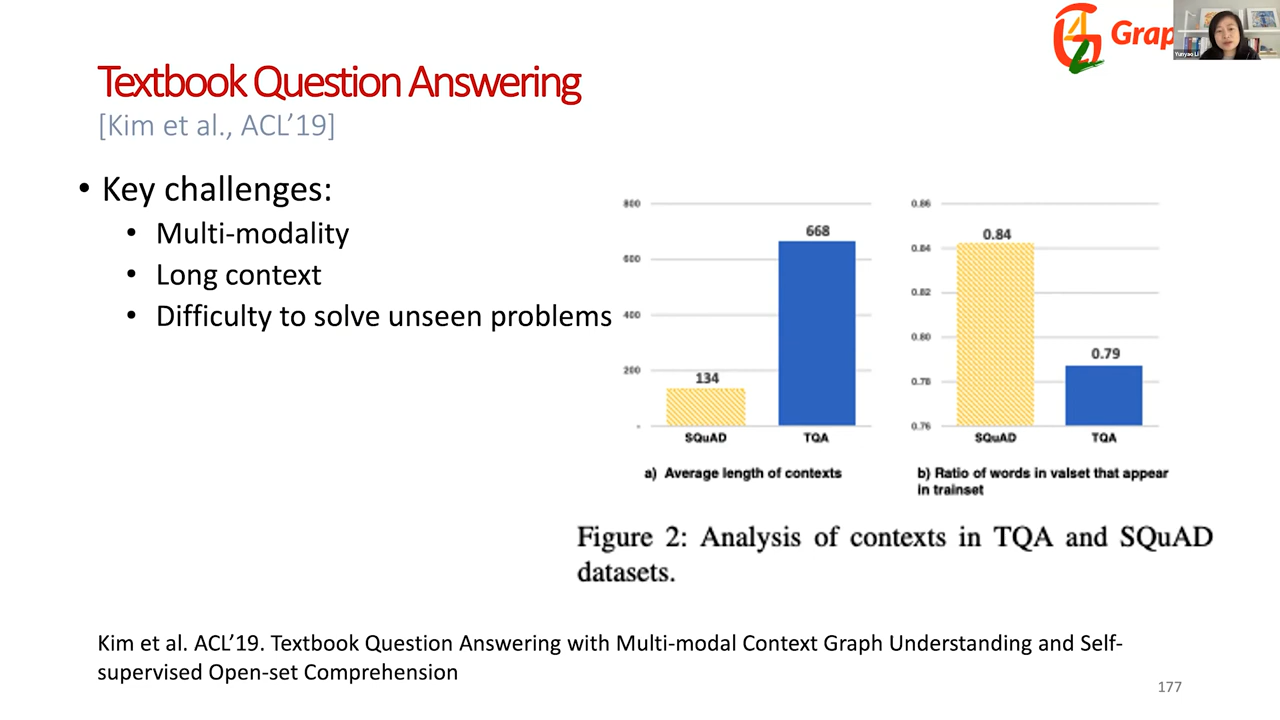 Grap
Yunyao Li
Textbook Question Answering
[Kim et al., ACL’19]
• Key challenges:
• Multi-modality
• Long context
• Difficulty to solve unseen problems
800
600
400
200
-
668
134
SQuAD
TQA
a) Average length of contexts
0.86
0.84
0.82
0.80
0.78
0.76
0.84
0.79
SQuAD
TQA
b) Ratio of words in valset that appear
in trainset
Figure 2: Analysis of contexts in TQA and SQuAD
datasets.
Kim et al. ACL’19. Textbook Question Answering with Multi-modal Context Graph Understanding and Self-
supervised Open-set Comprehension
177